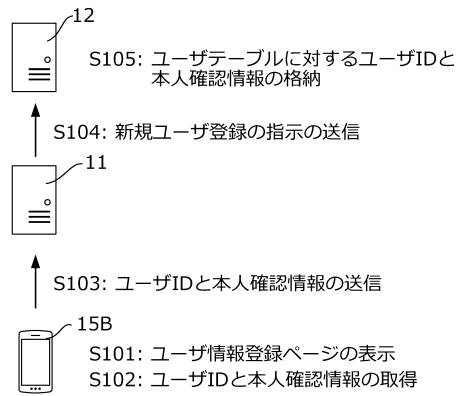 12
S105: ユーザテーブルに対するユーザIDと
本人確認情報の格納
S104: 新規ユーザ登録の指示の送信
11
S103: ユーザIDと本人確認情報の送信
15B
S101: ユーザ情報登録ページの表示
S102: ユーザIDと本人確認情報の取得